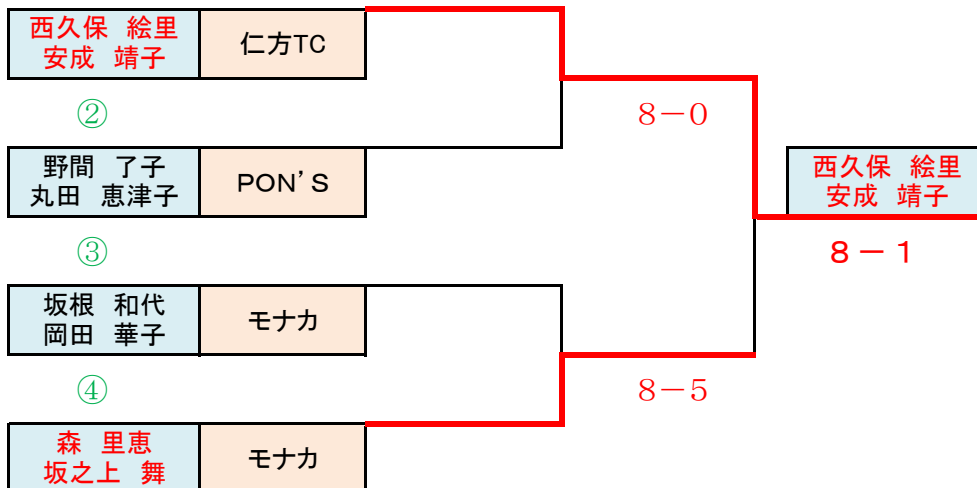 西久保　絵里
安成　靖子
仁方TC
②
8－0
野間　了子
丸田　恵津子
PON'S
西久保　絵里
安成　靖子
③
8－1
坂根　和代
岡田　華子
モナカ
④
8－5
森　里恵
坂之上　舞
モナカ